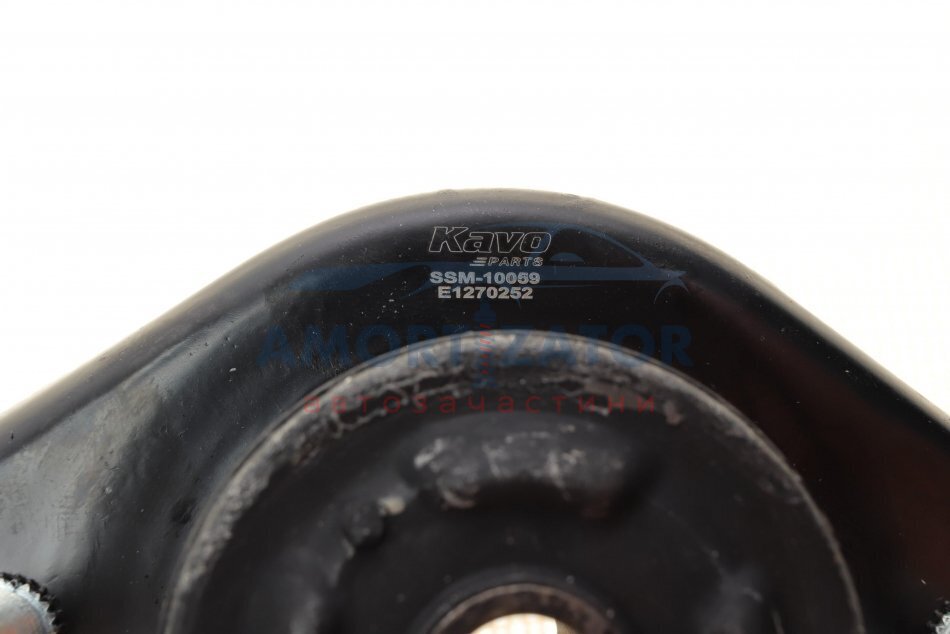 Kavo
PARTS
SSM-10059
E1270252
AMORTIZATOR
автозапчастини